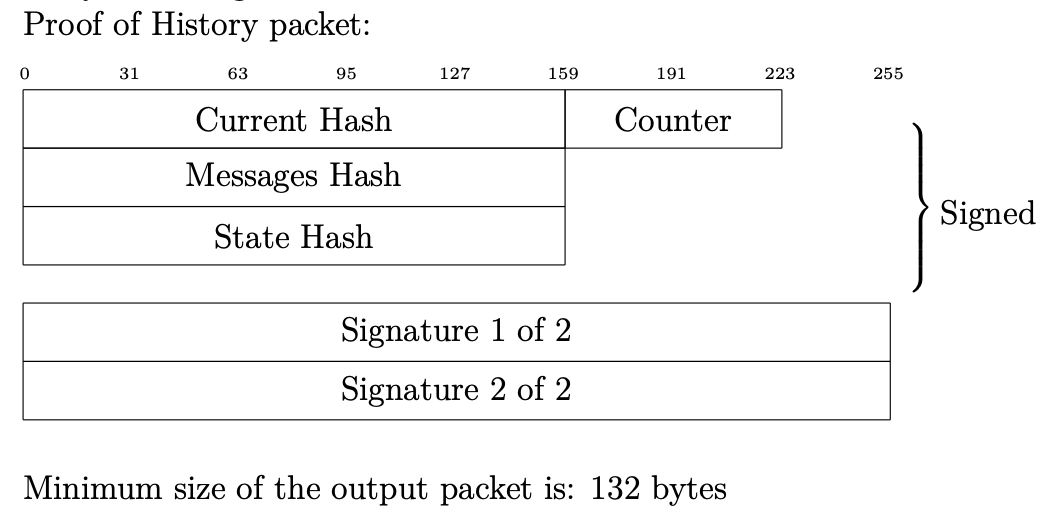 Proof of History packet:
0 31 63 95 127 159 191 223 255
Current Hash Counter
Messages Hash
Signed
State Hash
Signature 1 of 2
Signature 2 of 2
Minimum size of the output packet is: 132 bytes